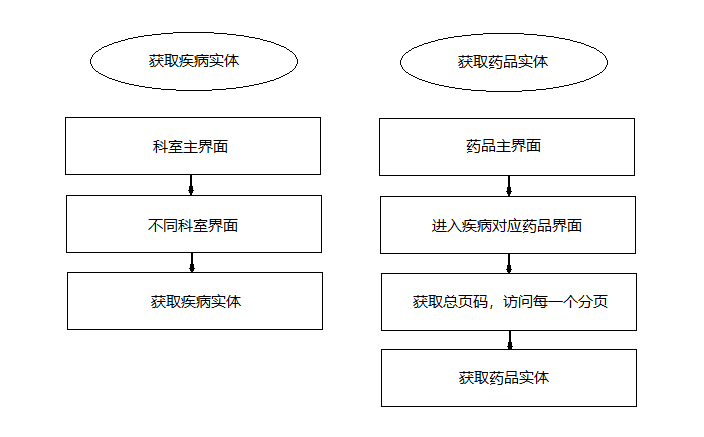 获取疾病实体
科室主界面
不同科室界面
获取疾病实体
获取药品实体
药品主界面
进入疾病对应药品界面
获取总页码，访问每一个分页
获取药品实体